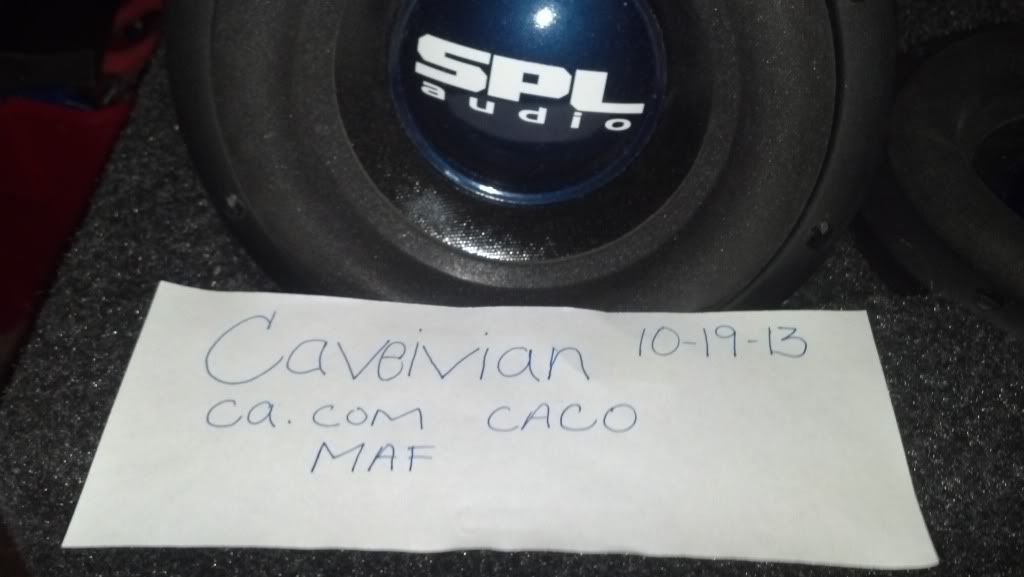 SPL
audio
Caveivian 10-19-13
ca.com CACO
MAF